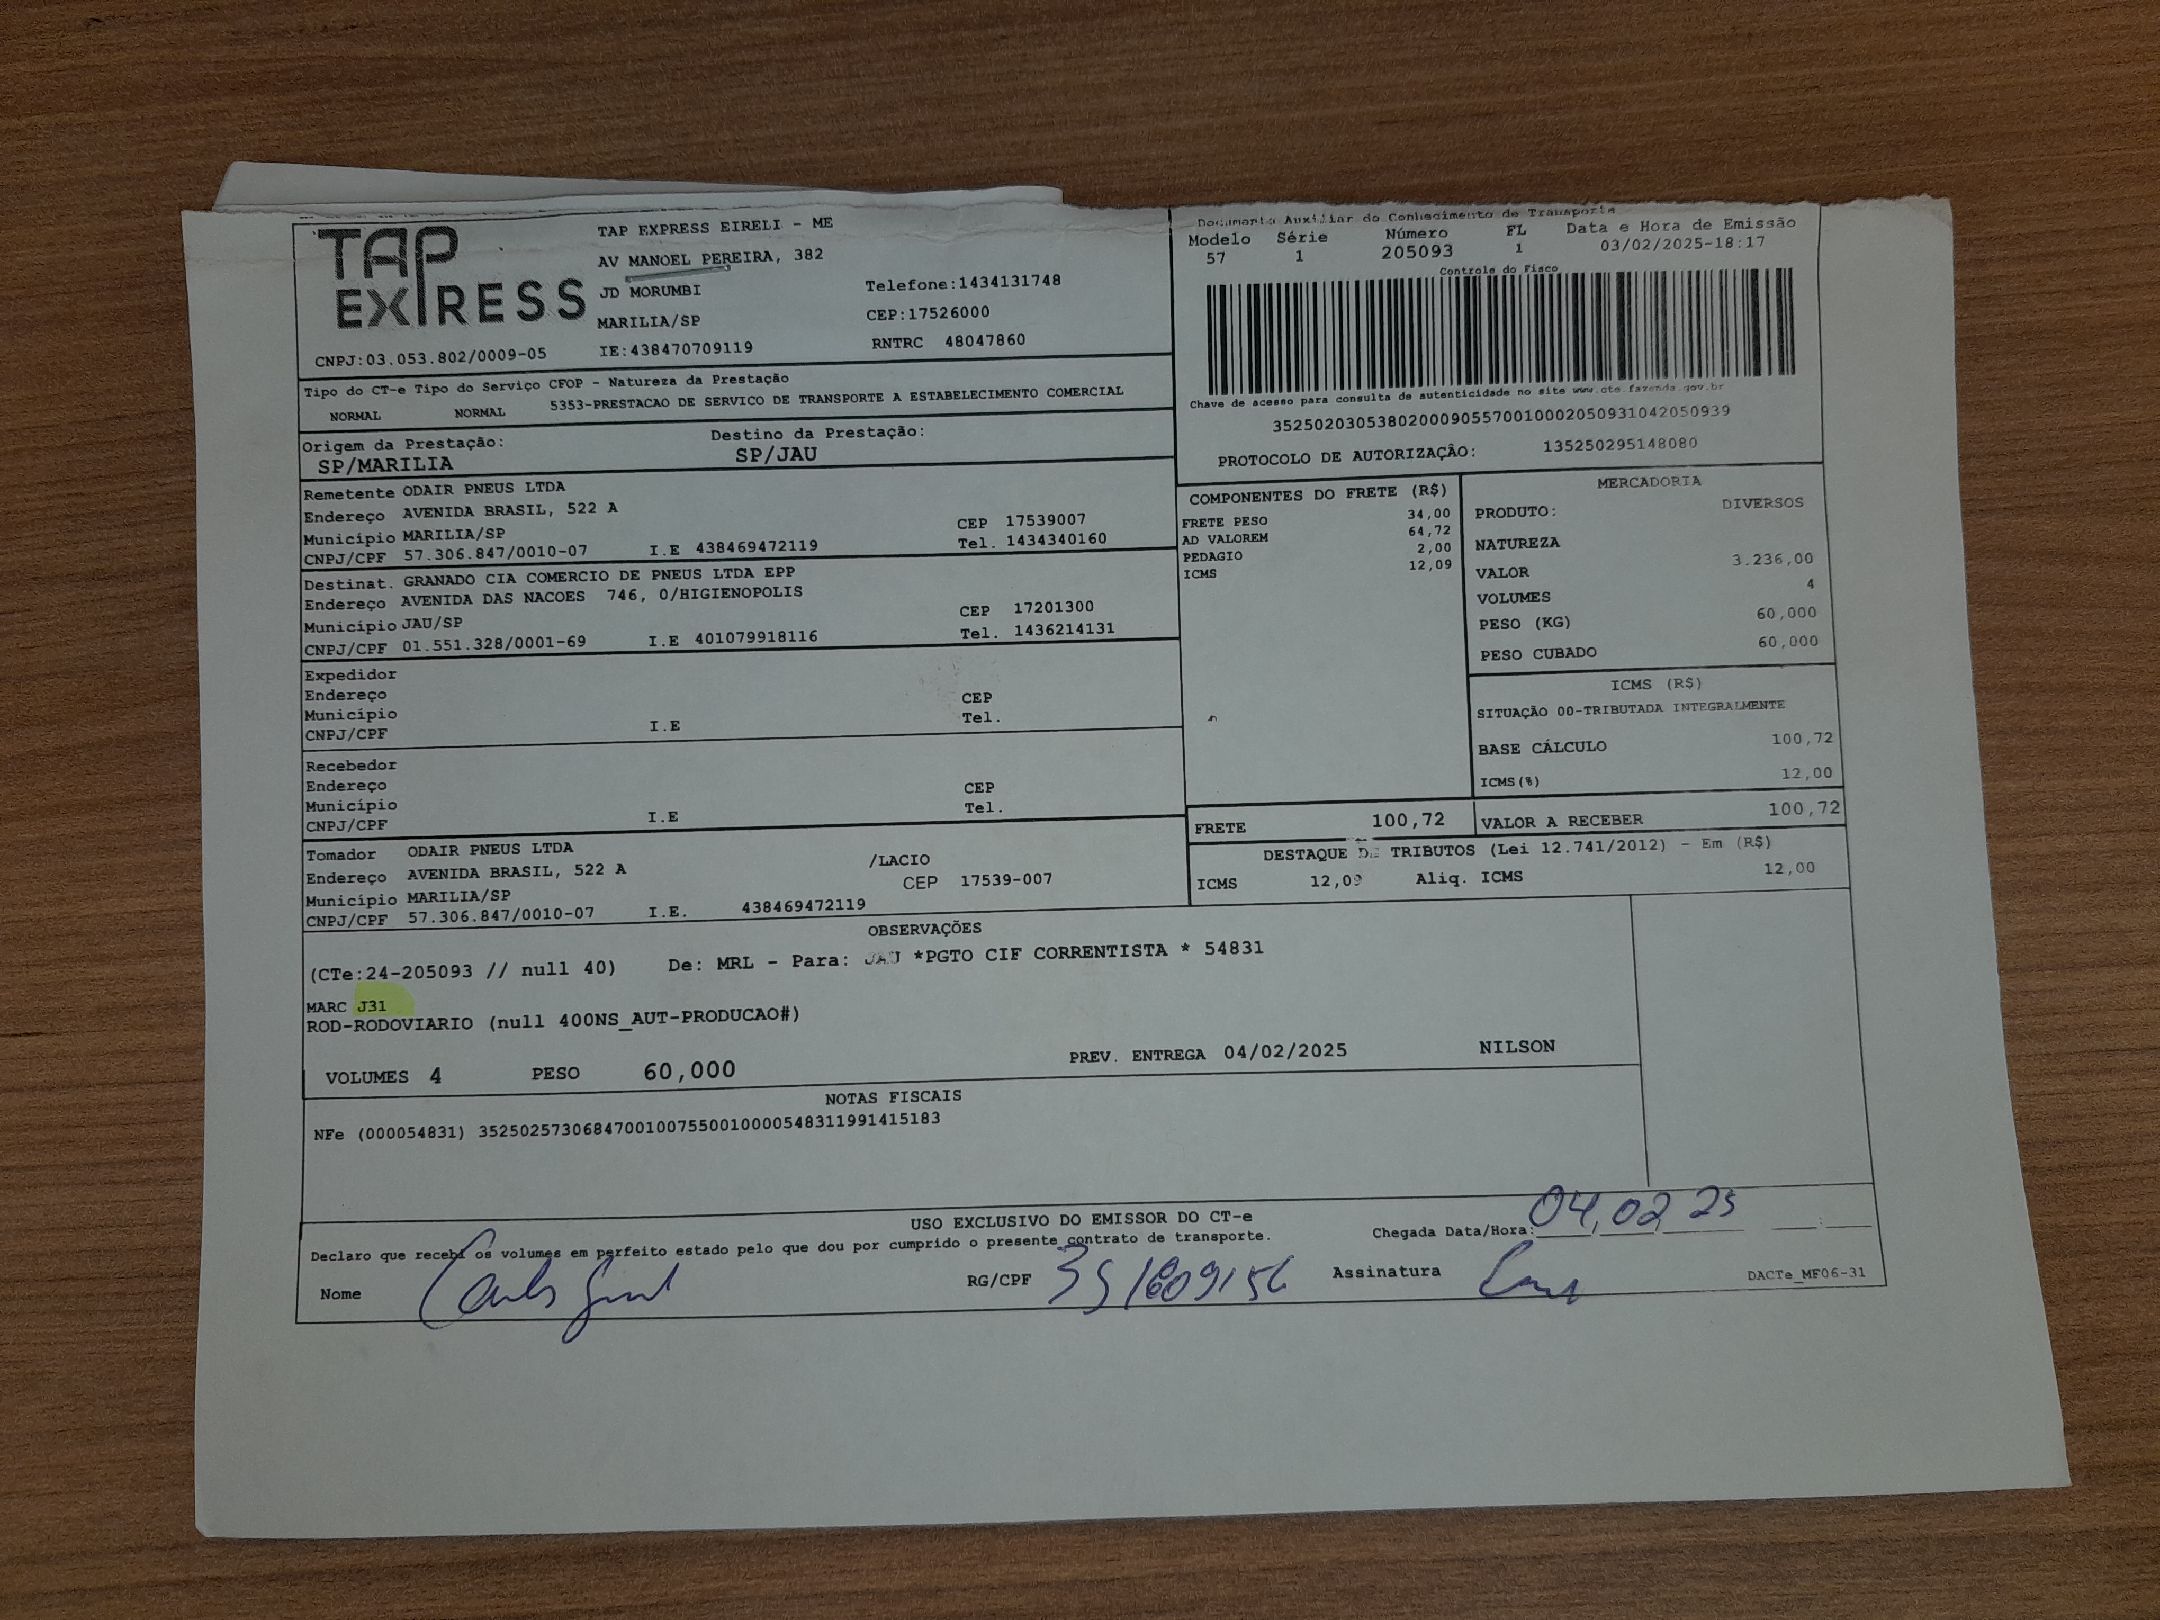 TAP EXPRESS
TAP EXPRESS EIRELI - ME
AV MANOEL PEREIRA, 382
JD MORUMBI Telefone:1434131748
MARILIA/SP CEP:17526000
CNPJ:03.053.802/0009-05 IE:438470709119 RNTRC 48047860
Documento Auxiliar do Conhecimento de Transporte
Modelo Série Número FL Data e Hora de Emissão
57 1 205093 1 03/02/2025-18:17
Controle do Fisco
Chave de acesso para consulta de autenticidade no site www.cte.fazenda.gov.br
35250203053802000905570010002050931042050939
PROTOCOLO DE AUTORIZAÇÂO: 135250295148080
Tipo do CT-e Tipo do Serviço CFOP - Natureza da Prestação
NORMAL NORMAL 5353-PRESTACAO DE SERVICO DE TRANSPORTE A ESTABELECIMENTO COMERCIAL
Origem da Prestação: Destino da Prestação:
SP/MARILIA SP/JAU
Remetente ODAIR PNEUS LTDA
Endereço AVENIDA BRASIL, 522 A CEP 17539007
Município MARILIA/SP Tel. 1434340160
CNPJ/CPF 57.306.847/0010-07 I.E 438469472119
Destinat. GRANADO CIA COMERCIO DE PNEUS LTDA EPP
Endereço AVENIDA DAS NACOES 746, 0/HIGIENOPOLIS CEP 17201300
Município JAU/SP Tel. 1436214131
CNPJ/CPF 01.551.328/0001-69 I.E 401079918116
Expedidor
Endereço CEP
Município Tel.
CNPJ/CPF I.E
Recebedor
Endereço CEP
Município Tel.
CNPJ/CPF I.E
Tomador ODAIR PNEUS LTDA /LACIO
Endereço AVENIDA BRASIL, 522 A CEP 17539-007
Município MARILIA/SP
CNPJ/CPF 57.306.847/0010-07 I.E. 438469472119
COMPONENTES DO FRETE (R$)
FRETE PESO 34,00
AD VALOREM 64,72
PEDAGIO 2,00
ICMS 12,09
MERCADORIA
PRODUTO: DIVERSOS
NATUREZA
VALOR 3.236,00
VOLUMES 4
PESO (KG) 60,000
PESO CUBADO 60,000
ICMS (R$)
SITUAÇÃO 00-TRIBUTADA INTEGRALMENTE
BASE CÁLCULO 100,72
ICMS(%) 12,00
FRETE 100,72 VALOR A RECEBER 100,72
DESTAQUE DE TRIBUTOS (Lei 12.741/2012) - Em (R$)
ICMS 12,09 Aliq. ICMS 12,00
OBSERVAÇÕES
(CTe:24-205093 // null 40) De: MRL - Para: JAU *PGTO CIF CORRENTISTA * 54831
MARC J31
ROD-RODOVIARIO (null 400NS_AUT-PRODUCAO#)
VOLUMES 4 PESO 60,000 PREV. ENTREGA 04/02/2025 NILSON
NOTAS FISCAIS
NFe (000054831) 35250257306847001007550010000548311991415183
USO EXCLUSIVO DO EMISSOR DO CT-e
Declaro que recebi os volumes em perfeito estado pelo que dou por cumprido o presente contrato de transporte. Chegada Data/Hora: 04,02 25
Nome RG/CPF Assinatura DACTe_MF06-31